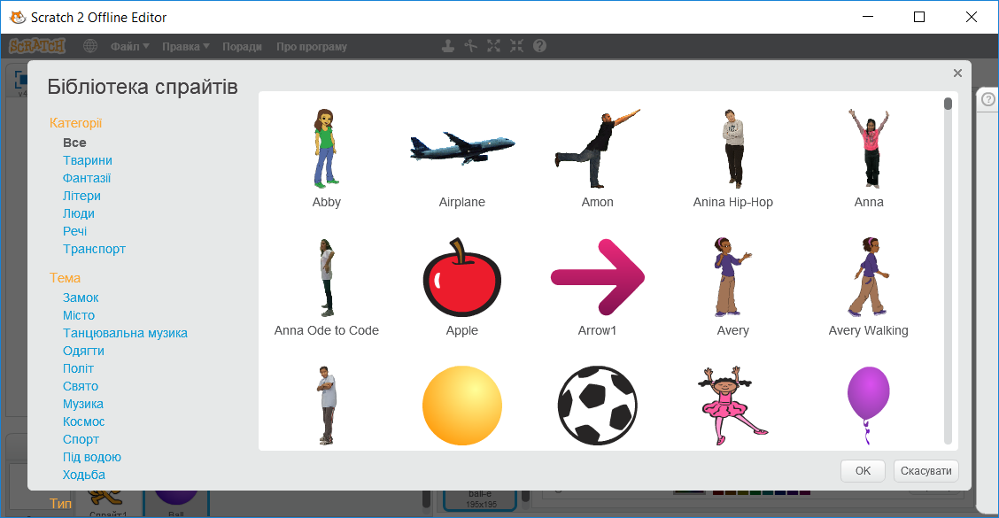 Scratch 2 Offline Editor
SCRATCH
Файл
Правка
Поради
Про програму
Бібліотека спрайтів
Категорії
Все
Тварини
Фантазії
Літери
Люди
Речі
Транспорт
Тема
Замок
Місто
Танцювальна музика
Одягти
Політ
Свято
Музика
Космос
Спорт
Під водою
Ходьба
Тип
Abby
Airplane
Amon
Anina Hip-Hop
Anna
Anna Ode to Code
Apple
Arrow1
Avery
Avery Walking
OK
Скасувати
Спрайт1
Ball
ball-e
195x195